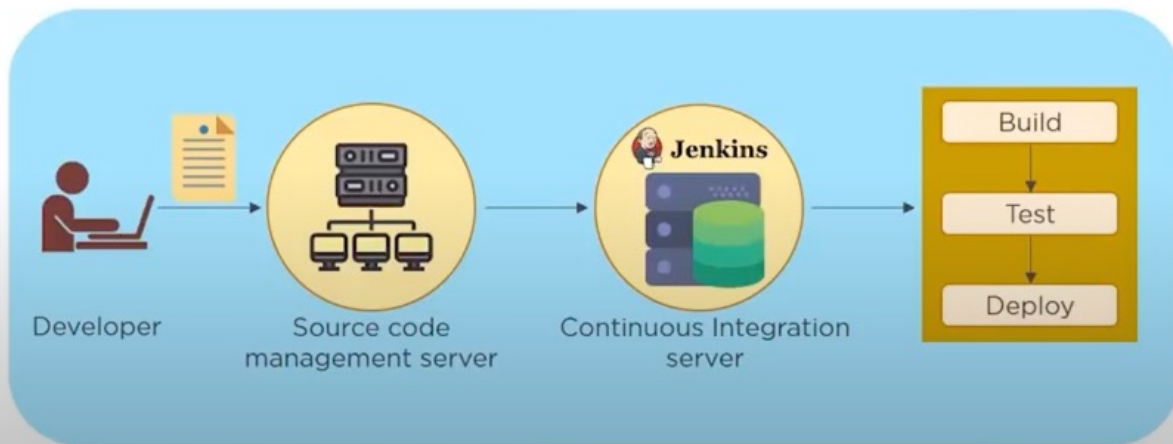 Jenkins
Build
Test
Deploy
Developer
Source code
management server
Continuous Integration
server